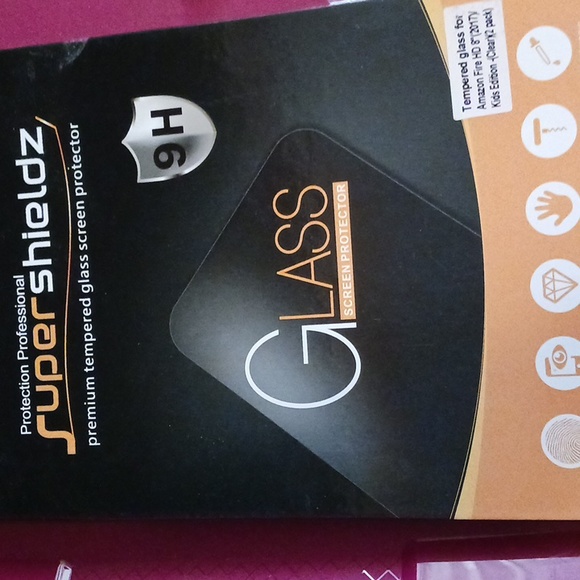 Protection Professional
supershieldz
premium tempered glass screen protector
9H
GLASS
SCREEN PROTECTOR
Tempered glass for:
Amazon Fire HD 8"(2017)/
Kids Edition -(Clear)(2 pack)